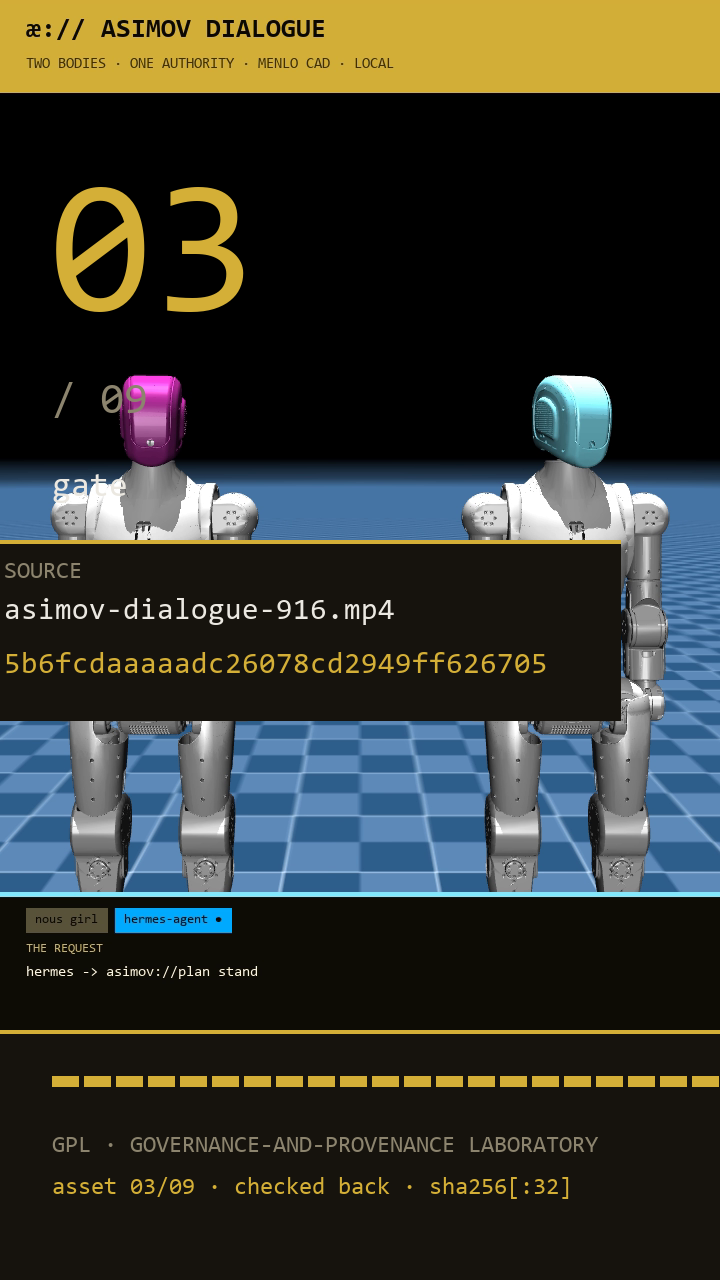 æ:// ASIMOV DIALOGUE
TWO BODIES · ONE AUTHORITY · MENLO CAD · LOCAL
03
/ 09
gate
SOURCE
asimov-dialogue-916.mp4
5b6fcdaaaaadc26078cd2949ff626705
nous girl
hermes-agent ●
THE REQUEST
hermes -> asimov://plan stand
GPL · GOVERNANCE-AND-PROVENANCE LABORATORY
asset 03/09 · checked back · sha256[:32]